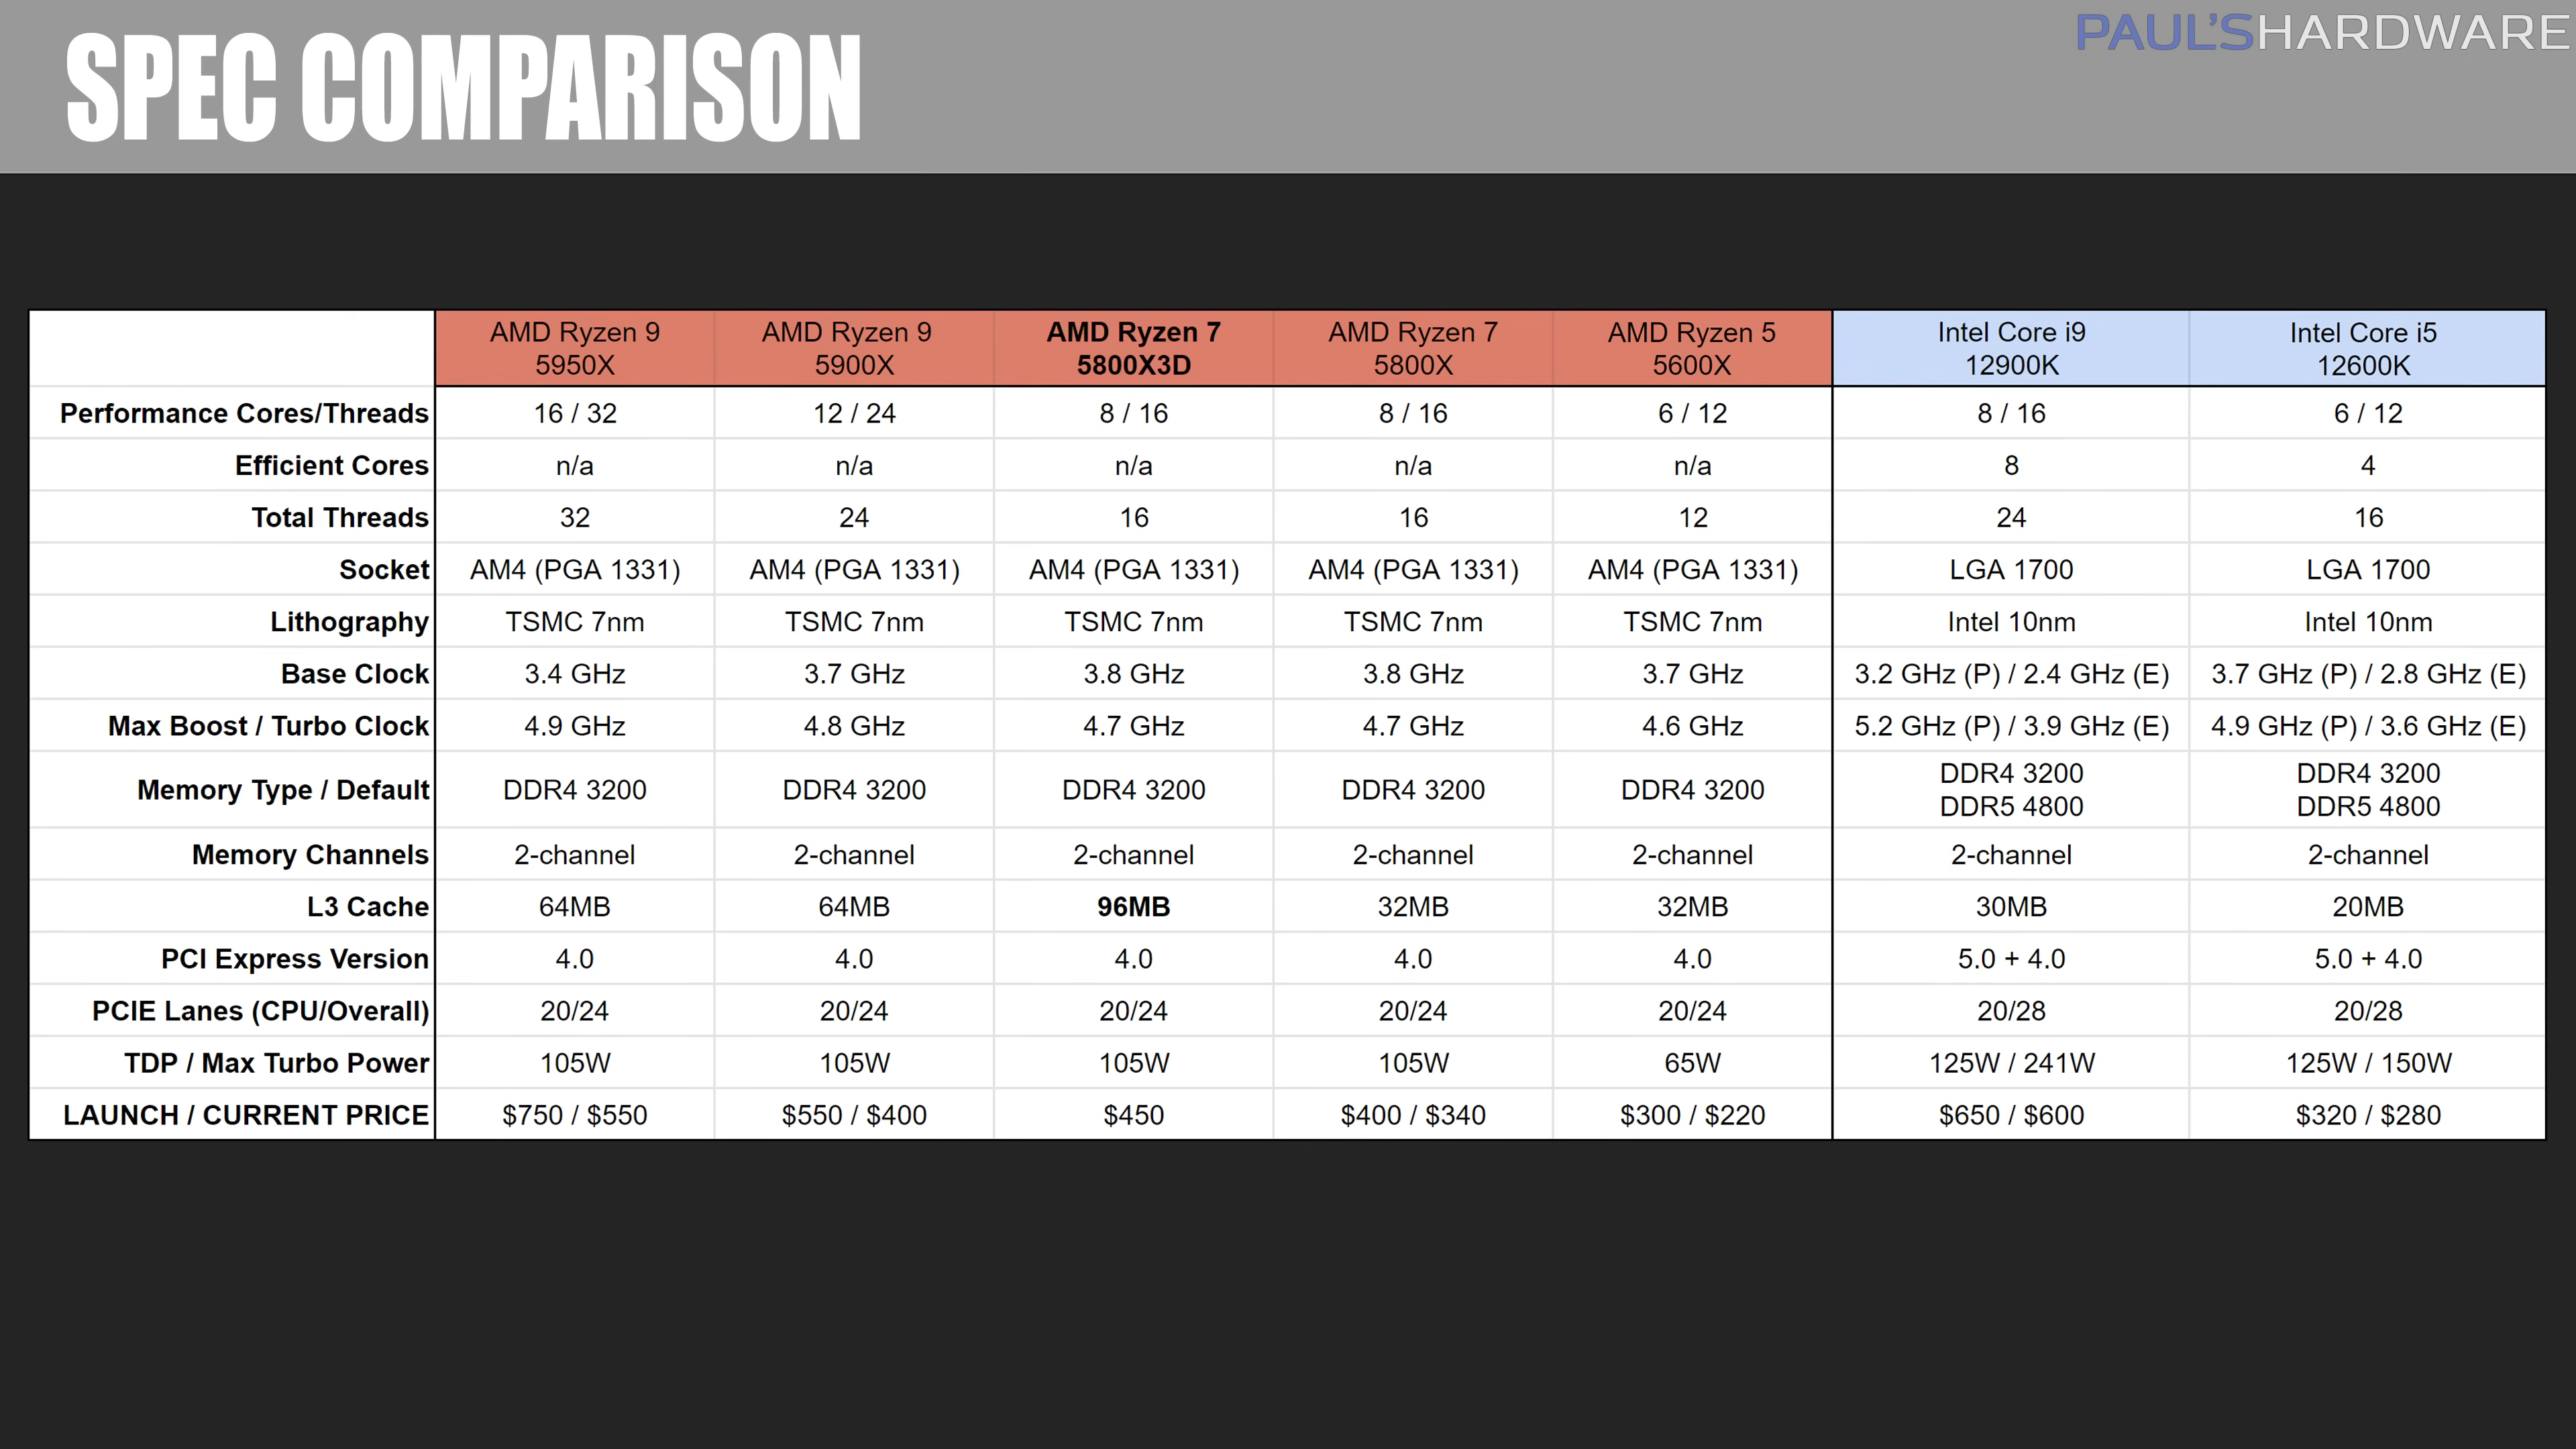 SPEC COMPARISON
PAUL'SHARDWARE
AMD Ryzen 9 5950X AMD Ryzen 9 5900X AMD Ryzen 7 5800X3D AMD Ryzen 7 5800X AMD Ryzen 5 5600X Intel Core i9 12900K Intel Core i5 12600K
Performance Cores/Threads 16 / 32 12 / 24 8 / 16 8 / 16 6 / 12 8 / 16 6 / 12
Efficient Cores n/a n/a n/a n/a n/a 8 4
Total Threads 32 24 16 16 12 24 16
Socket AM4 (PGA 1331) AM4 (PGA 1331) AM4 (PGA 1331) AM4 (PGA 1331) AM4 (PGA 1331) LGA 1700 LGA 1700
Lithography TSMC 7nm TSMC 7nm TSMC 7nm TSMC 7nm TSMC 7nm Intel 10nm Intel 10nm
Base Clock 3.4 GHz 3.7 GHz 3.8 GHz 3.8 GHz 3.7 GHz 3.2 GHz (P) / 2.4 GHz (E) 3.7 GHz (P) / 2.8 GHz (E)
Max Boost / Turbo Clock 4.9 GHz 4.8 GHz 4.7 GHz 4.7 GHz 4.6 GHz 5.2 GHz (P) / 3.9 GHz (E) 4.9 GHz (P) / 3.6 GHz (E)
Memory Type / Default DDR4 3200 DDR4 3200 DDR4 3200 DDR4 3200 DDR4 3200 DDR4 3200 DDR5 4800 DDR4 3200 DDR5 4800
Memory Channels 2-channel 2-channel 2-channel 2-channel 2-channel 2-channel 2-channel
L3 Cache 64MB 64MB 96MB 32MB 32MB 30MB 20MB
PCI Express Version 4.0 4.0 4.0 4.0 4.0 5.0 + 4.0 5.0 + 4.0
PCIE Lanes (CPU/Overall) 20/24 20/24 20/24 20/24 20/24 20/28 20/28
TDP / Max Turbo Power 105W 105W 105W 105W 65W 125W / 241W 125W / 150W
LAUNCH / CURRENT PRICE $750 / $550 $550 / $400 $450 $400 / $340 $300 / $220 $650 / $600 $320 / $280